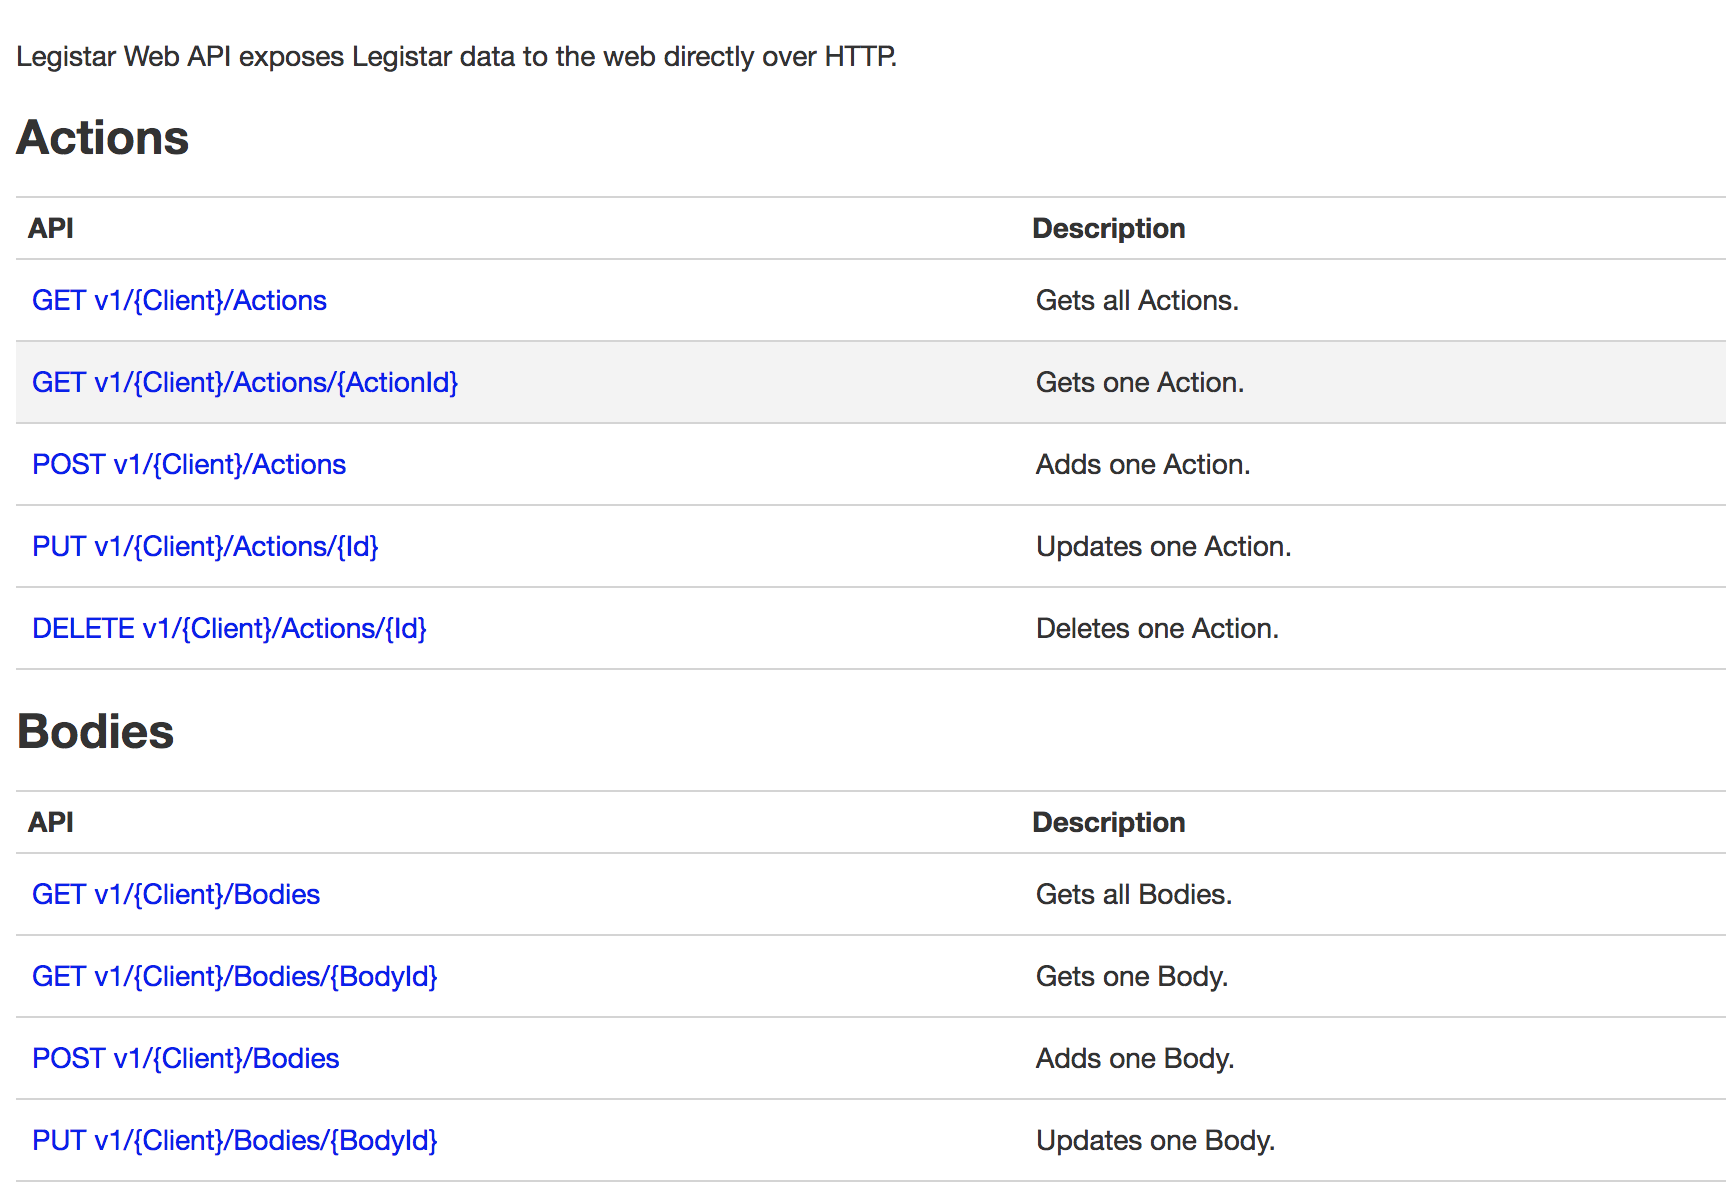 Legistar Web API exposes Legistar data to the web directly over HTTP.
Actions
API Description
GET v1/{Client}/Actions Gets all Actions.
GET v1/{Client}/Actions/{ActionId} Gets one Action.
POST v1/{Client}/Actions Adds one Action.
PUT v1/{Client}/Actions/{Id} Updates one Action.
DELETE v1/{Client}/Actions/{Id} Deletes one Action.
Bodies
API Description
GET v1/{Client}/Bodies Gets all Bodies.
GET v1/{Client}/Bodies/{BodyId} Gets one Body.
POST v1/{Client}/Bodies Adds one Body.
PUT v1/{Client}/Bodies/{BodyId} Updates one Body.